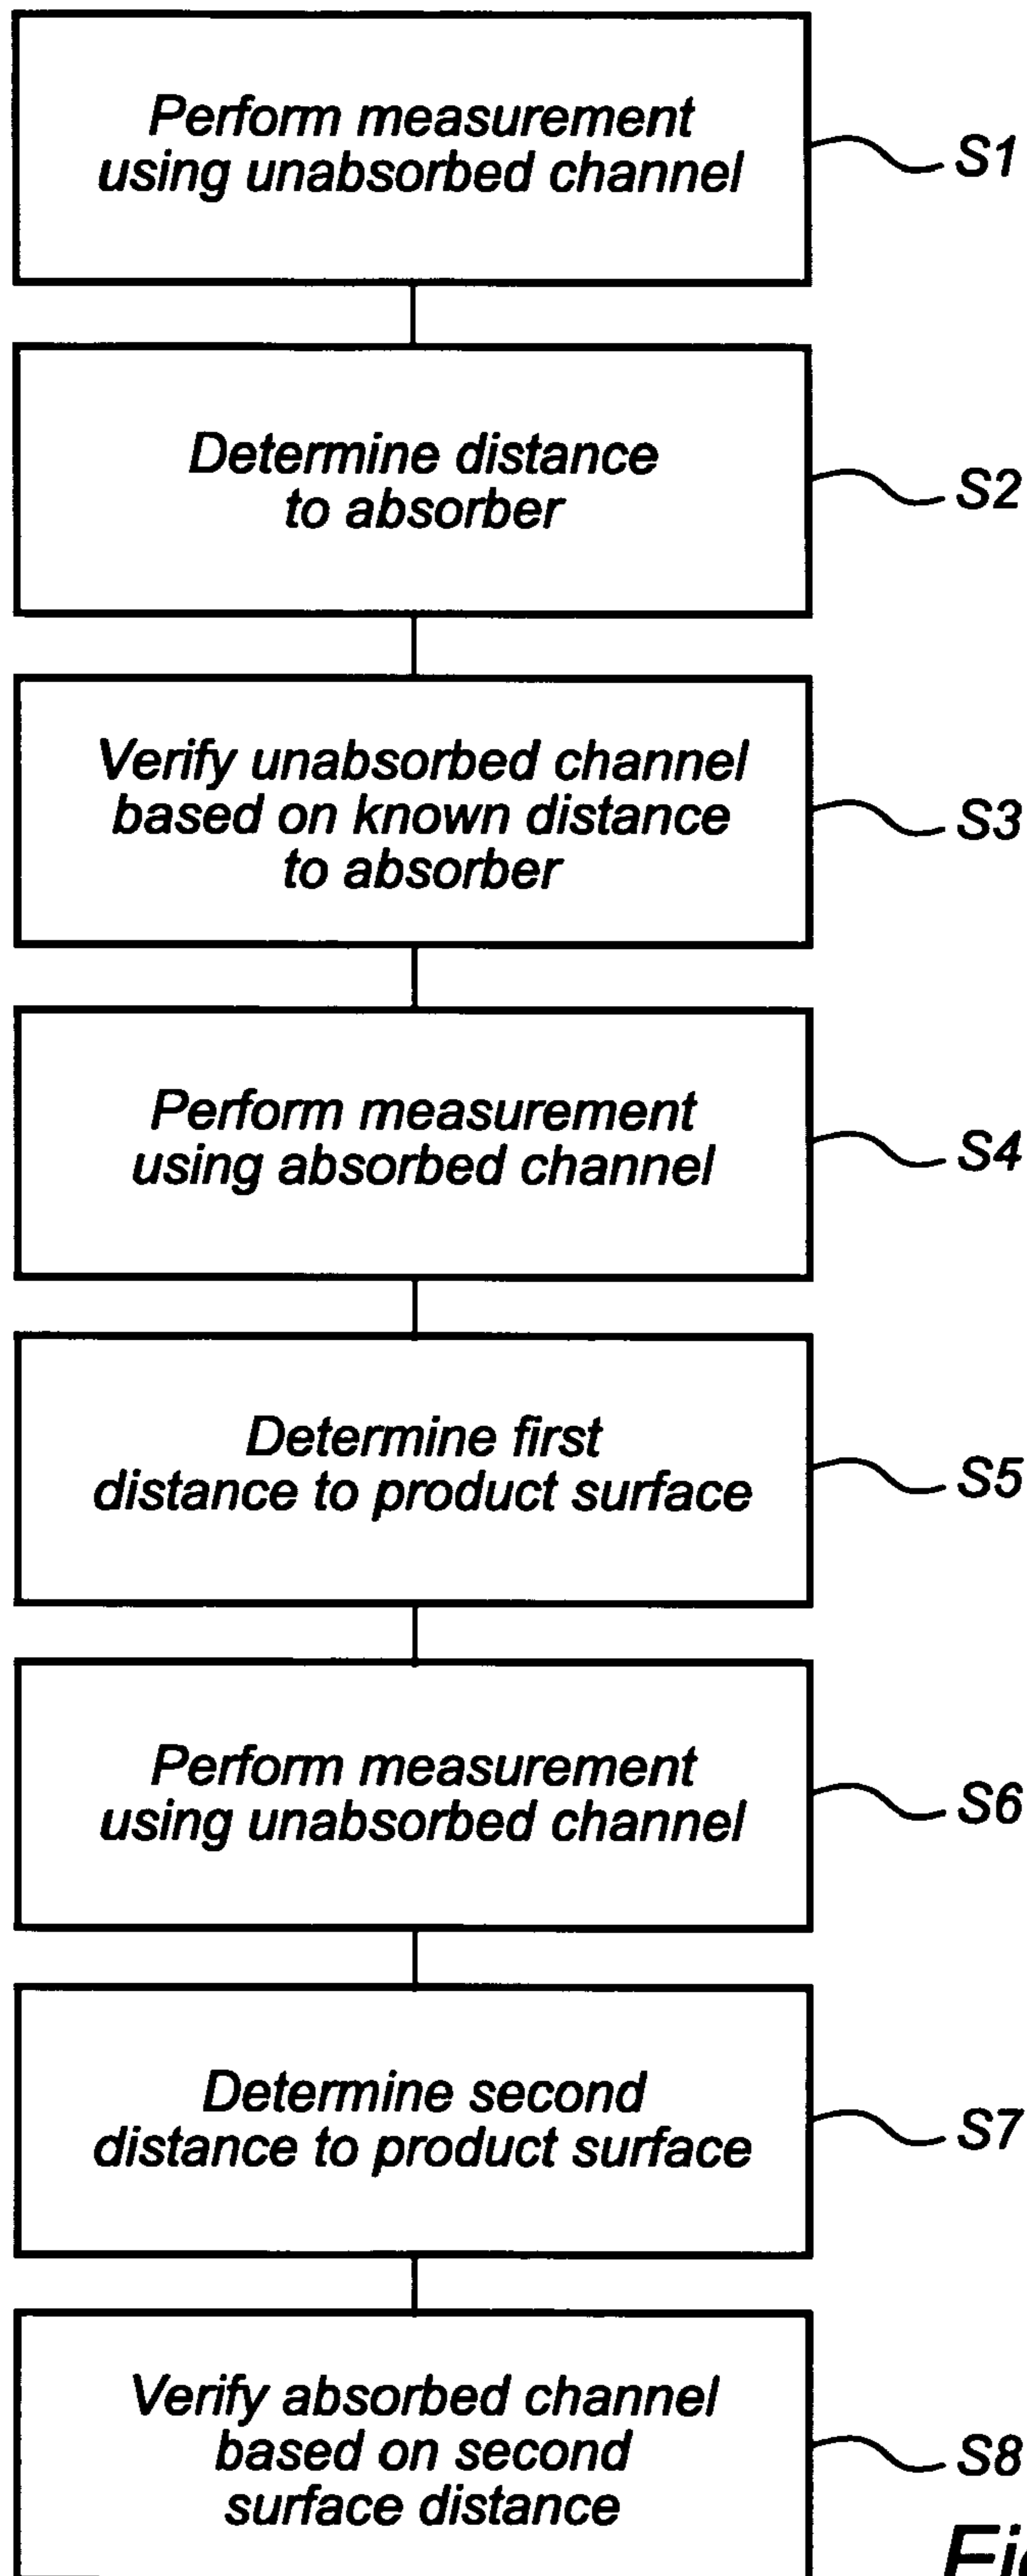 Perform measurement
using unabsorbed channel
S1
Determine distance
to absorber
S2
Verify unabsorbed channel
based on known distance
to absorber
S3
Perform measurement
using absorbed channel
S4
Determine first
distance to product surface
S5
Perform measurement
using unabsorbed channel
S6
Determine second
distance to product surface
S7
Verify absorbed channel
based on second
surface distance
S8